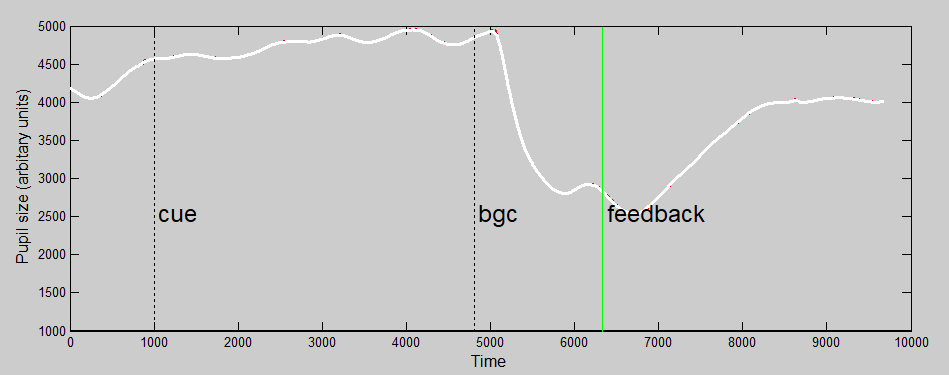 5000
4500
4000
3500
3000
2500
2000
1500
1000
Pupil size (arbitary units)
cue
bgc
feedback
0 1000 2000 3000 4000 5000 6000 7000 8000 9000 10000
Time